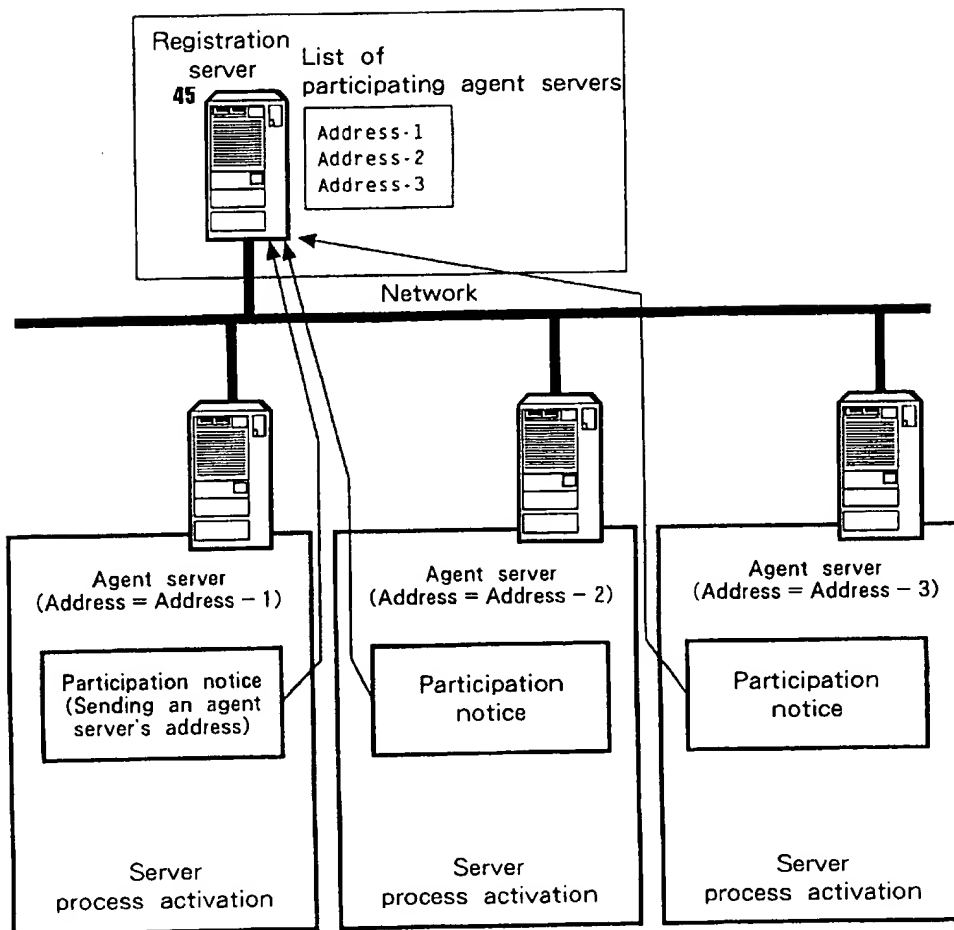 Registration
server
45
List of
participating agent servers
Address-1
Address-2
Address-3
Network
Agent server
(Address = Address - 1)
Participation notice
(Sending an agent
server's address)
Server
process activation
Agent server
(Address = Address - 2)
Participation
notice
Server
process activation
Agent server
(Address = Address - 3)
Participation
notice
Server
process activation